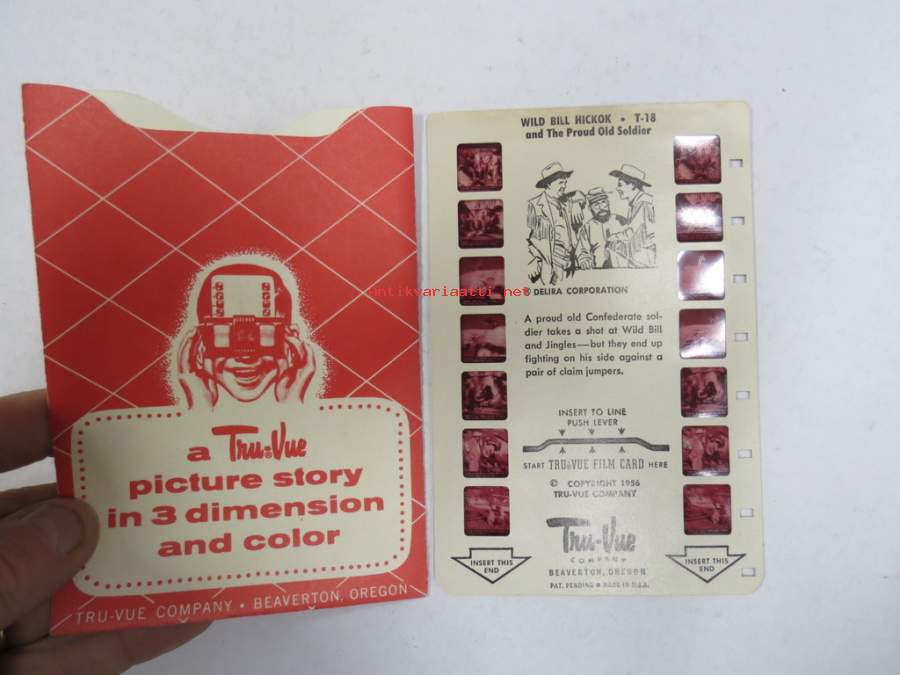 a Tru-Vue
picture story
in 3 dimension
and color
TRU-VUE COMPANY • BEAVERTON, OREGON
antikvariaatti.net
WILD BILL HICKOK • T-18
and The Proud Old Soldier
DELIRA CORPORATION
A proud old Confederate sol-
dier takes a shot at Wild Bill
and Jingles—but they end up
fighting on his side against a
pair of claim jumpers.
INSERT TO LINE
PUSH LEVER
START TRU-VUE FILM CARD HERE
© COPYRIGHT 1956
TRU-VUE COMPANY
Tru-Vue
COMPANY
BEAVERTON, OREGON
PAT. PENDING • MADE IN U.S.A.
INSERT THIS
END
INSERT THIS
END